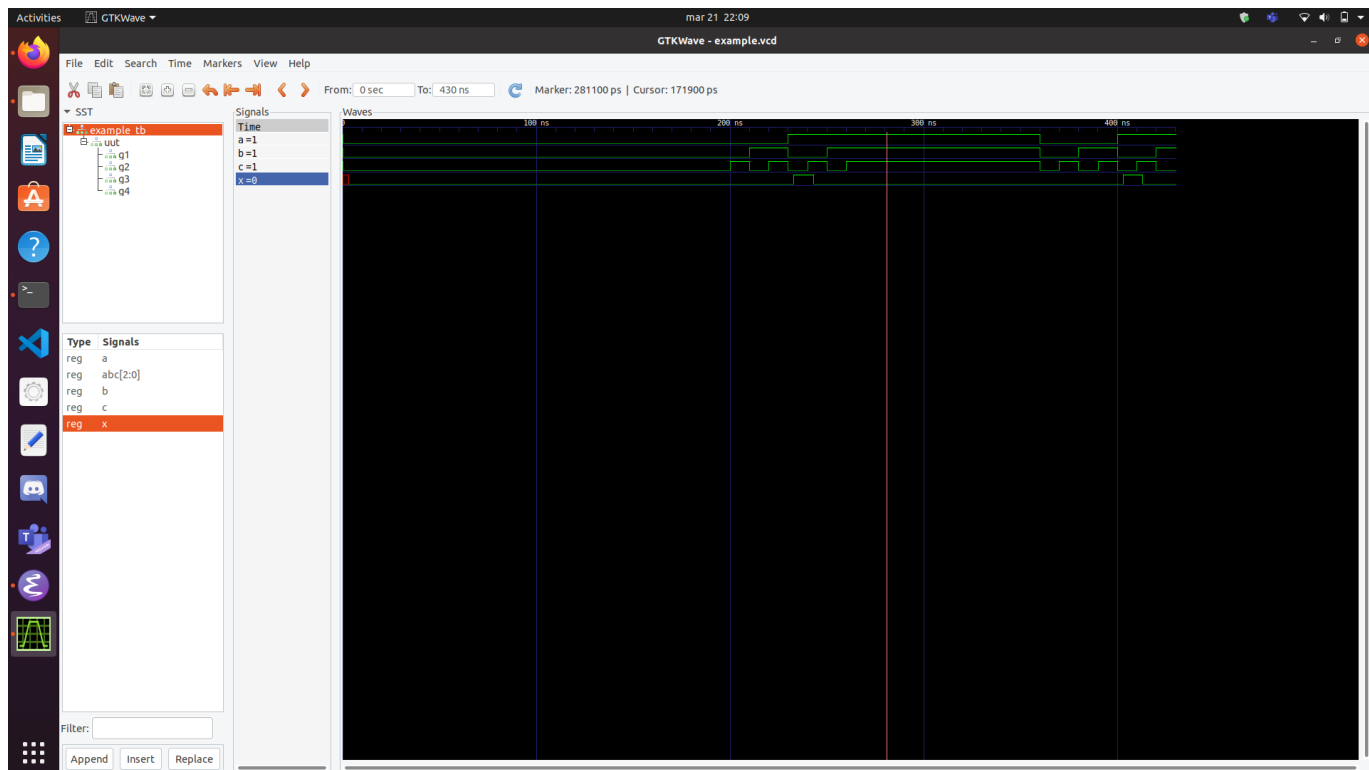 Activities GTKWave mar 21 22:09
GTKWave - example.vcd
File Edit Search Time Markers View Help
From: 0 sec To: 430 ns Marker: 281100 ps | Cursor: 171900 ps
SST
example_tb
uut
g1
g2
g3
g4
Type Signals
reg a
reg abc[2:0]
reg b
reg c
reg x
Filter:
Append Insert Replace
Signals
Time
a =1
b =1
c =1
x =0
Waves
100 ns 200 ns 300 ns 400 ns